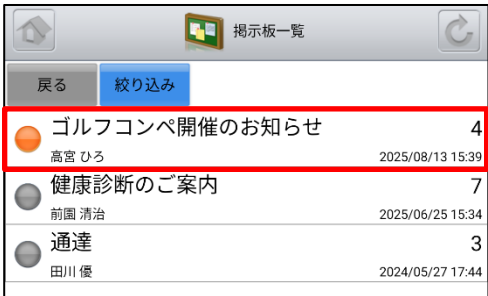 掲示板一覧
戻る 絞り込み
ゴルフコンペ開催のお知らせ 4
高宮 ひろ 2025/08/13 15:39
健康診断のご案内 7
前園 清治 2025/06/25 15:34
通達 3
田川 優 2024/05/27 17:44